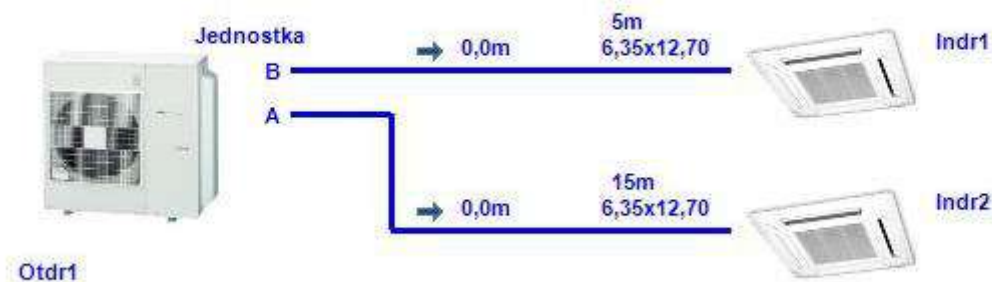 Jednostka
5m
0,0m 6,35x12,70 Indr1
B
A
15m
0,0m 6,35x12,70 Indr2
Otdr1